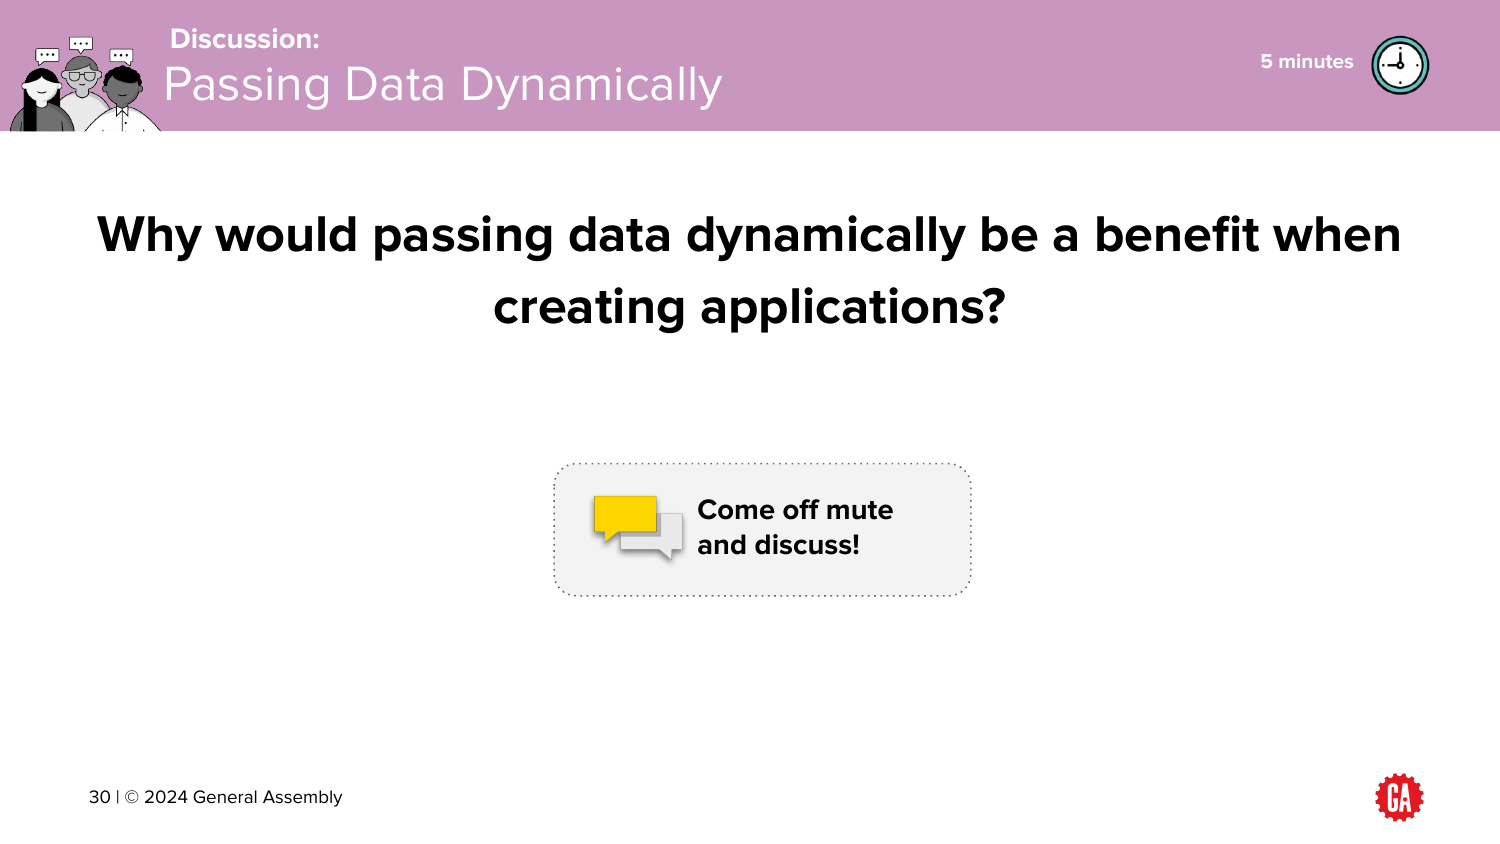 Discussion:
Passing Data Dynamically
5 minutes
Why would passing data dynamically be a benefit when
creating applications?
Come off mute
and discuss!
30 | © 2024 General Assembly
GA